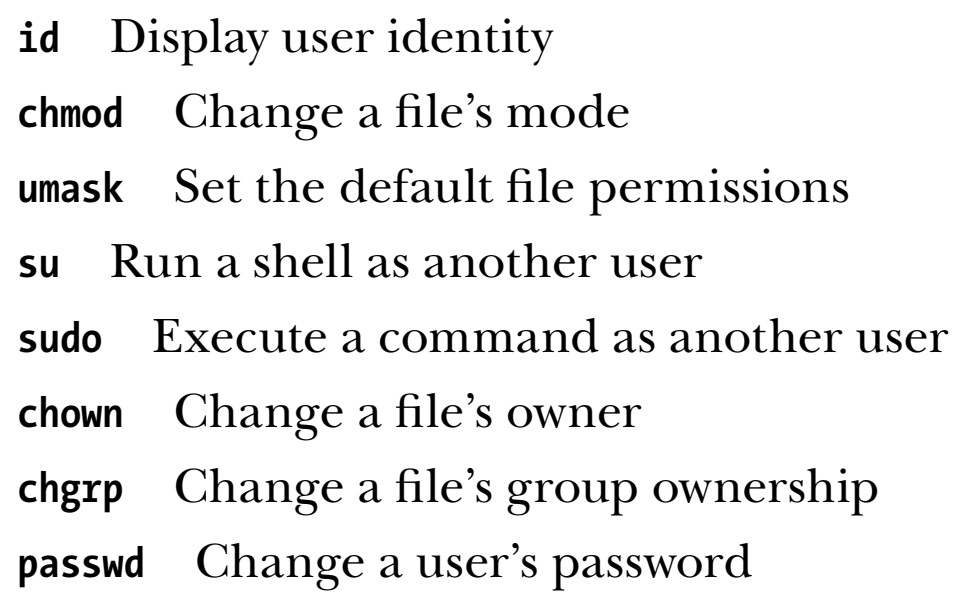 id Display user identity
chmod Change a file’s mode
umask Set the default file permissions
su Run a shell as another user
sudo Execute a command as another user
chown Change a file’s owner
chgrp Change a file’s group ownership
passwd Change a user’s password